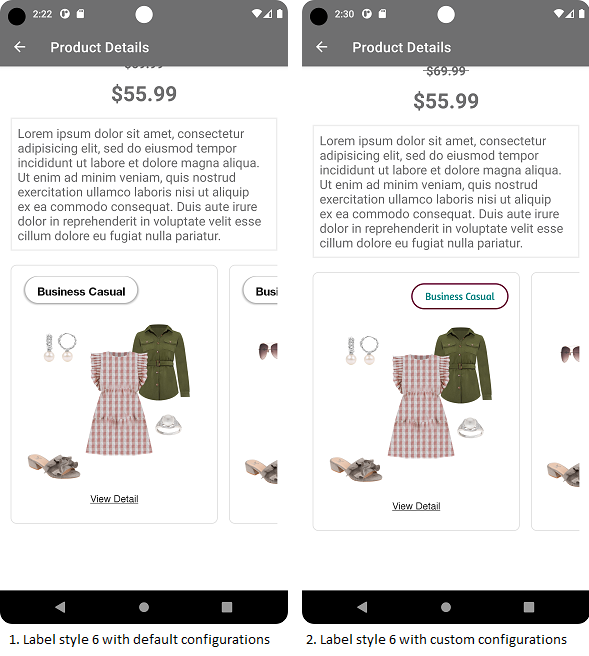 2:22
Product Details
$69.99
$55.99
Lorem ipsum dolor sit amet, consectetur
adipisicing elit, sed do eiusmod tempor
incididunt ut labore et dolore magna aliqua.
Ut enim ad minim veniam, quis nostrud
exercitation ullamco laboris nisi ut aliquip
ex ea commodo consequat. Duis aute irure
dolor in reprehenderit in voluptate velit esse
cillum dolore eu fugiat nulla pariatur.
Business Casual
Busi
View Detail
1. Label style 6 with default configurations
2:30
Product Details
$69.99
$55.99
Lorem ipsum dolor sit amet, consectetur
adipisicing elit, sed do eiusmod tempor
incididunt ut labore et dolore magna aliqua.
Ut enim ad minim veniam, quis nostrud
exercitation ullamco laboris nisi ut aliquip
ex ea commodo consequat. Duis aute irure
dolor in reprehenderit in voluptate velit esse
cillum dolore eu fugiat nulla pariatur.
Business Casual
View Detail
2. Label style 6 with custom configurations